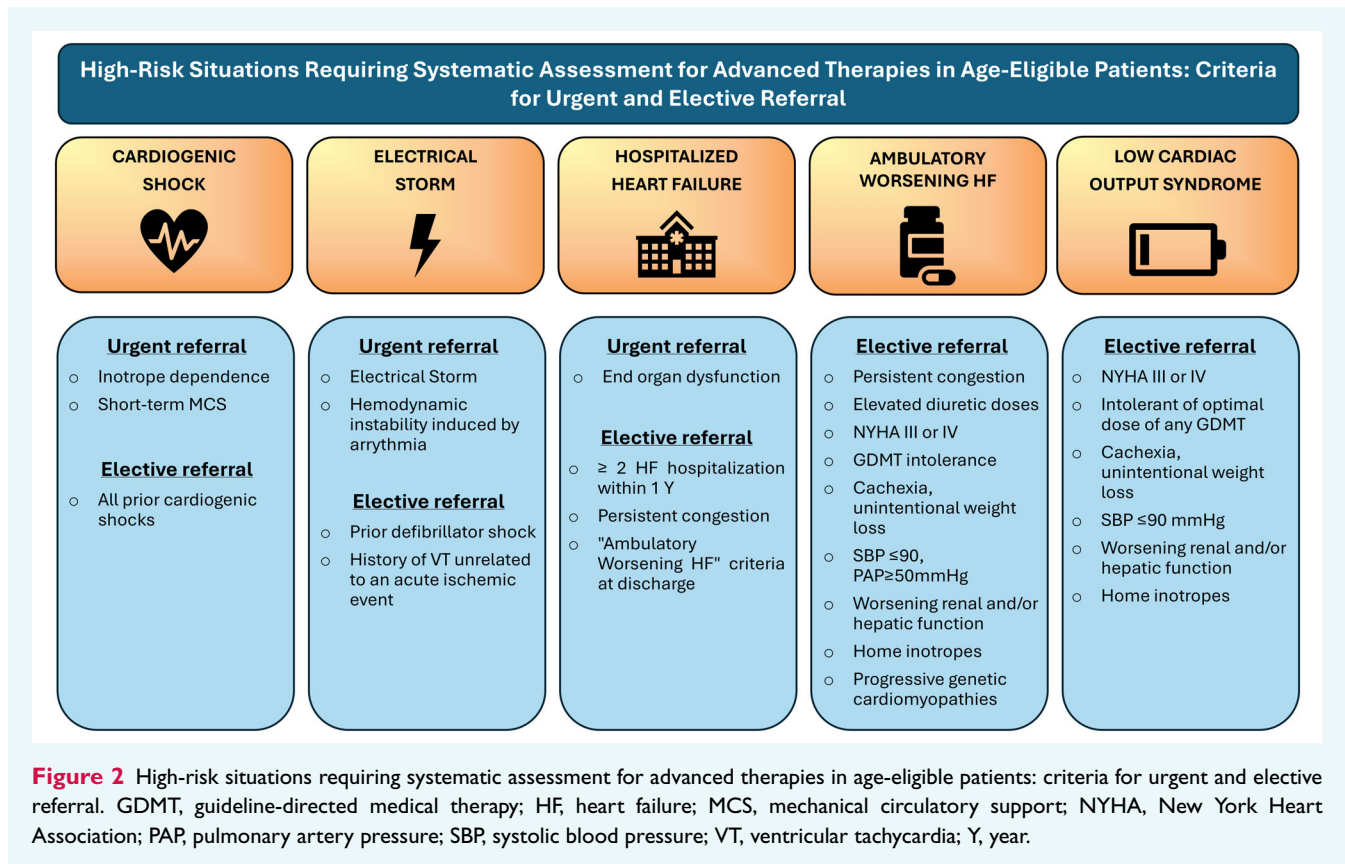 High-Risk Situations Requiring Systematic Assessment for Advanced Therapies in Age-Eligible Patients: Criteria
for Urgent and Elective Referral
CARDIOGENIC
SHOCK
ELECTRICAL
STORM
HOSPITALIZED
HEART FAILURE
AMBULATORY
WORSENING HF
LOW CARDIAC
OUTPUT SYNDROME
Urgent referral
○ Inotrope dependence
○ Short-term MCS
Elective referral
○ All prior cardiogenic
shocks
Urgent referral
○ Electrical Storm
○ Hemodynamic
instability induced by
arrythmia
Elective referral
○ Prior defibrillator shock
○ History of VT unrelated
to an acute ischemic
event
Urgent referral
○ End organ dysfunction
Elective referral
○ ≥ 2 HF hospitalization
within 1 Y
○ Persistent congestion
○ "Ambulatory
Worsening HF" criteria
at discharge
Elective referral
○ Persistent congestion
○ Elevated diuretic doses
○ NYHA III or IV
○ GDMT intolerance
○ Cachexia,
unintentional weight
loss
○ SBP ≤90,
PAP≥50mmHg
○ Worsening renal and/or
hepatic function
○ Home inotropes
○ Progressive genetic
cardiomyopathies
Elective referral
○ NYHA III or IV
○ Intolerant of optimal
dose of any GDMT
○ Cachexia,
unintentional weight
loss
○ SBP ≤90 mmHg
○ Worsening renal and/or
hepatic function
○ Home inotropes
Figure 2 High-risk situations requiring systematic assessment for advanced therapies in age-eligible patients: criteria for urgent and elective
referral. GDMT, guideline-directed medical therapy; HF, heart failure; MCS, mechanical circulatory support; NYHA, New York Heart
Association; PAP, pulmonary artery pressure; SBP, systolic blood pressure; VT, ventricular tachycardia; Y, year.